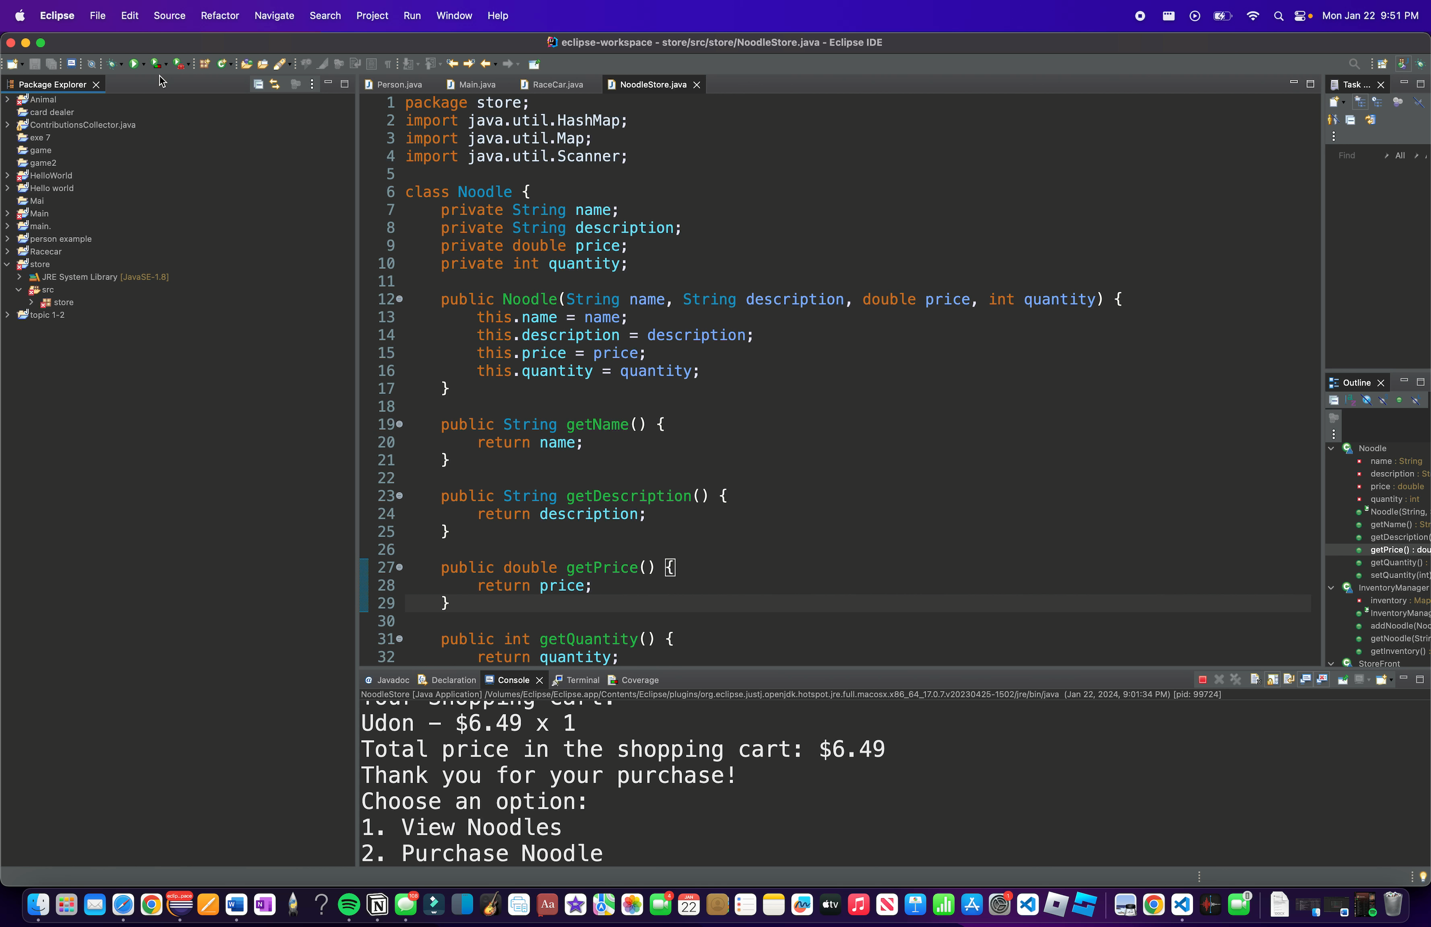 Eclipse File Edit Source Refactor Navigate Search Project Run Window Help Mon Jan 22 9:51 PM
eclipse-workspace - store/src/store/NoodleStore.java - Eclipse IDE
Package Explorer
Animal
card dealer
ContributionsCollector.java
exe 7
game
game2
HelloWorld
Hello world
Mai
Main
main.
person example
Racecar
store
JRE System Library [JavaSE-1.8]
src
store
topic 1-2
Person.java Main.java RaceCar.java NoodleStore.java
1 package store;
2 import java.util.HashMap;
3 import java.util.Map;
4 import java.util.Scanner;
5
6 class Noodle {
7 private String name;
8 private String description;
9 private double price;
10 private int quantity;
11
12 public Noodle(String name, String description, double price, int quantity) {
13 this.name = name;
14 this.description = description;
15 this.price = price;
16 this.quantity = quantity;
17 }
18
19 public String getName() {
20 return name;
21 }
22
23 public String getDescription() {
24 return description;
25 }
26
27 public double getPrice() {
28 return price;
29 }
30
31 public int getQuantity() {
32 return quantity;
Task ...
Find All
Outline
Noodle
name : String
description : St
price : double
quantity : int
Noodle(String,
getName() : Str
getDescription(
getPrice() : dou
getQuantity() :
setQuantity(int)
InventoryManager
inventory : Map
InventoryManag
addNoodle(Noo
getNoodle(Strin
getInventory() :
StoreFront
Javadoc Declaration Console Terminal Coverage
NoodleStore [Java Application] /Volumes/Eclipse/Eclipse.app/Contents/Eclipse/plugins/org.eclipse.justj.openjdk.hotspot.jre.full.macosx.x86_64_17.0.7.v20230425-1502/jre/bin/java (Jan 22, 2024, 9:01:34 PM) [pid: 99724]
Your shopping cart:
Udon - $6.49 x 1
Total price in the shopping cart: $6.49
Thank you for your purchase!
Choose an option:
1. View Noodles
2. Purchase Noodle